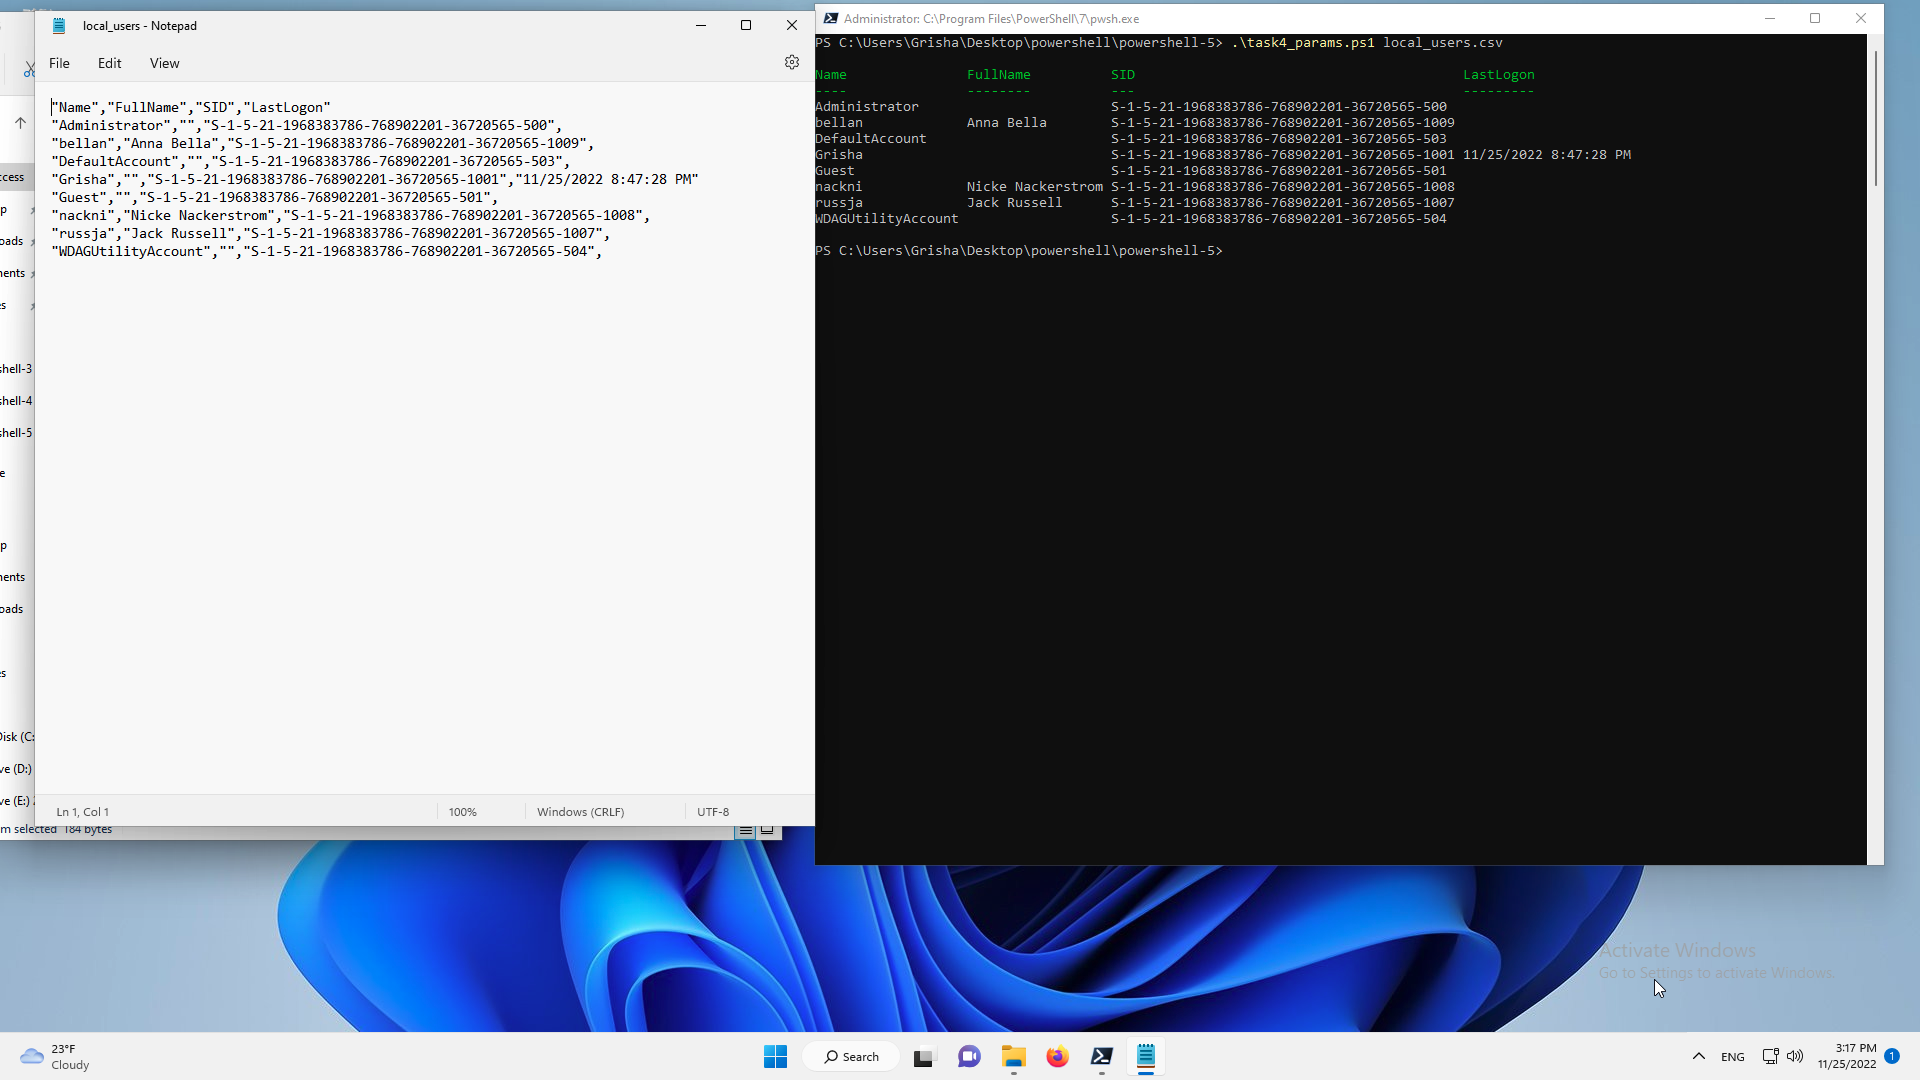 local_users - Notepad
File Edit View
"Name","FullName","SID","LastLogon"
"Administrator","","S-1-5-21-1968383786-768902201-36720565-500",
"bellan","Anna Bella","S-1-5-21-1968383786-768902201-36720565-1009",
"DefaultAccount","","S-1-5-21-1968383786-768902201-36720565-503",
"Grisha","","S-1-5-21-1968383786-768902201-36720565-1001","11/25/2022 8:47:28 PM"
"Guest","","S-1-5-21-1968383786-768902201-36720565-501",
"nackni","Nicke Nackerstrom","S-1-5-21-1968383786-768902201-36720565-1008",
"russja","Jack Russell","S-1-5-21-1968383786-768902201-36720565-1007",
"WDAGUtilityAccount","","S-1-5-21-1968383786-768902201-36720565-504",
Ln 1, Col 1 100% Windows (CRLF) UTF-8
ccess
p
oads
nents
es
shell-3
shell-4
shell-5
e
p
nents
oads
es
Disk (C:
ve (D:)
ve (E:)
m selected 184 bytes
Administrator: C:\Program Files\PowerShell\7\pwsh.exe
PS C:\Users\Grisha\Desktop\powershell\powershell-5> .\task4_params.ps1 local_users.csv
Name FullName SID LastLogon
---- -------- --- ---------
Administrator S-1-5-21-1968383786-768902201-36720565-500
bellan Anna Bella S-1-5-21-1968383786-768902201-36720565-1009
DefaultAccount S-1-5-21-1968383786-768902201-36720565-503
Grisha S-1-5-21-1968383786-768902201-36720565-1001 11/25/2022 8:47:28 PM
Guest S-1-5-21-1968383786-768902201-36720565-501
nackni Nicke Nackerstrom S-1-5-21-1968383786-768902201-36720565-1008
russja Jack Russell S-1-5-21-1968383786-768902201-36720565-1007
WDAGUtilityAccount S-1-5-21-1968383786-768902201-36720565-504
PS C:\Users\Grisha\Desktop\powershell\powershell-5>
Activate Windows
Go to Settings to activate Windows.
23°F
Cloudy
Search
ENG
3:17 PM
11/25/2022
1